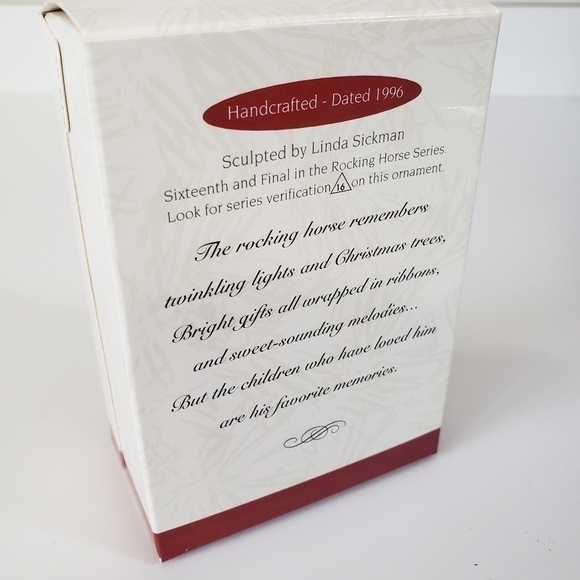 Handcrafted - Dated 1996
Sculpted by Linda Sickman
Sixteenth and Final in the Rocking Horse Series.
Look for series verification 16 on this ornament.
The rocking horse remembers
twinkling lights and Christmas trees,
Bright gifts all wrapped in ribbons,
and sweet-sounding melodies...
But the children who have loved him
are his favorite memories.